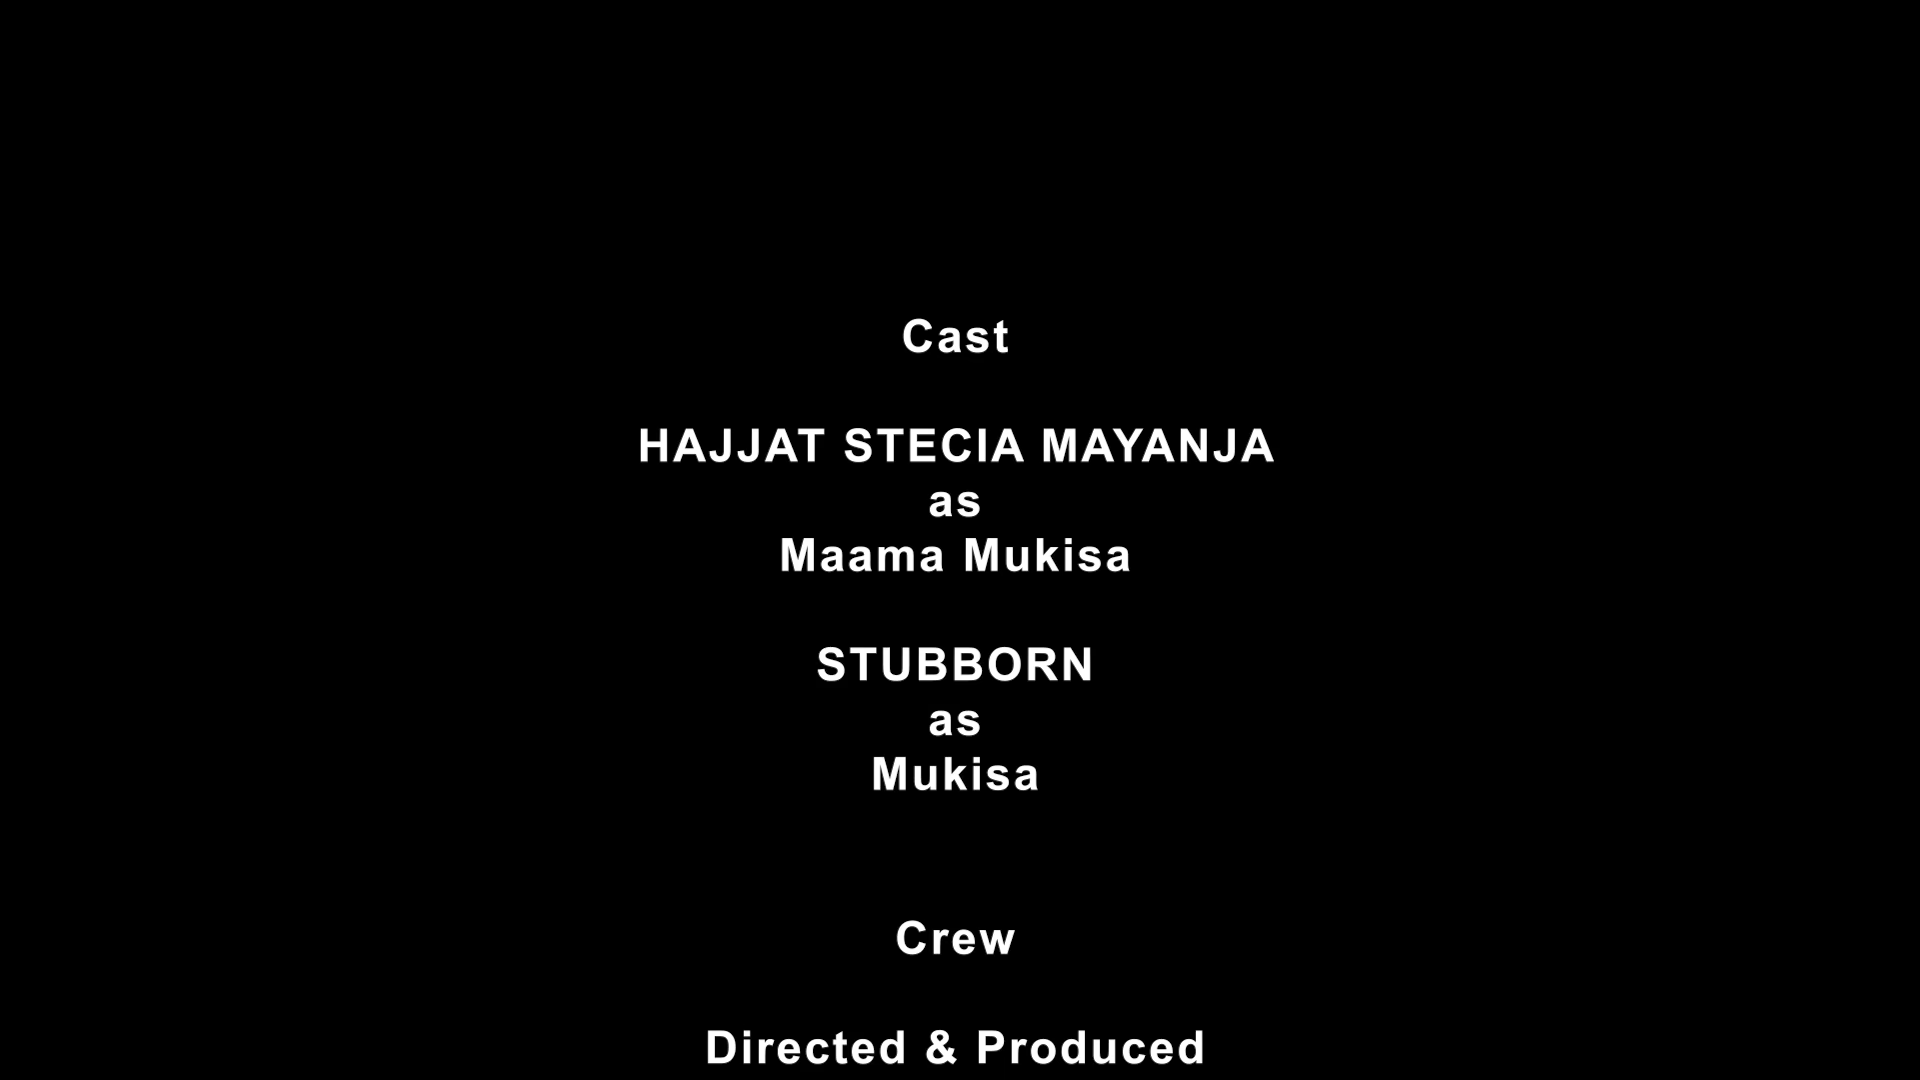 Cast
HAJJAT STECIA MAYANJA
as
Maama Mukisa
STUBBORN
as
Mukisa
Crew
Directed & Produced